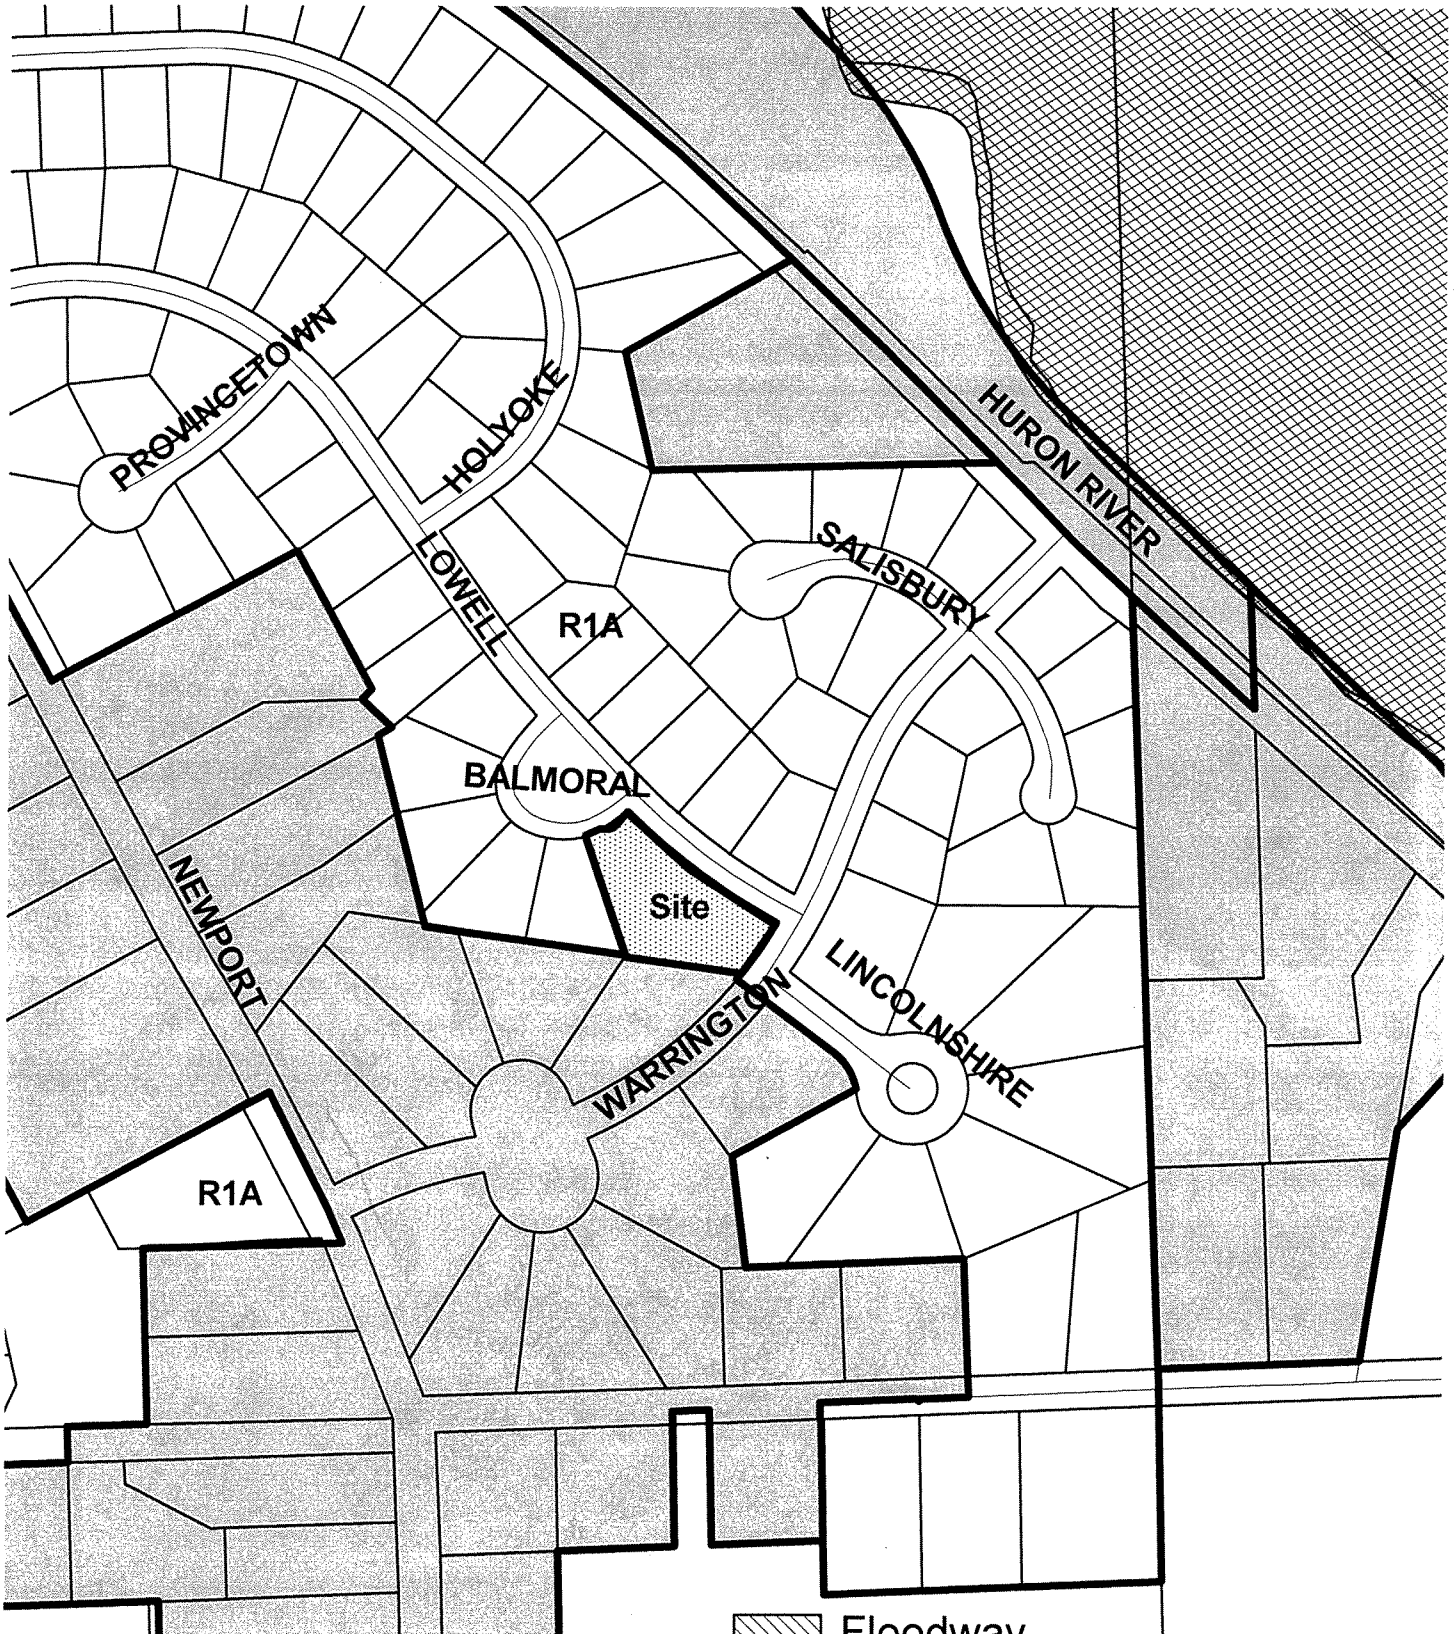 PROVINCETOWN
HOLYOKE
HURON RIVER
LOWELL
SALISBURY
R1A
BALMORAL
NEWPORT
Site
LINCOLNSHIRE
WARRINGTON
R1A
Floodway